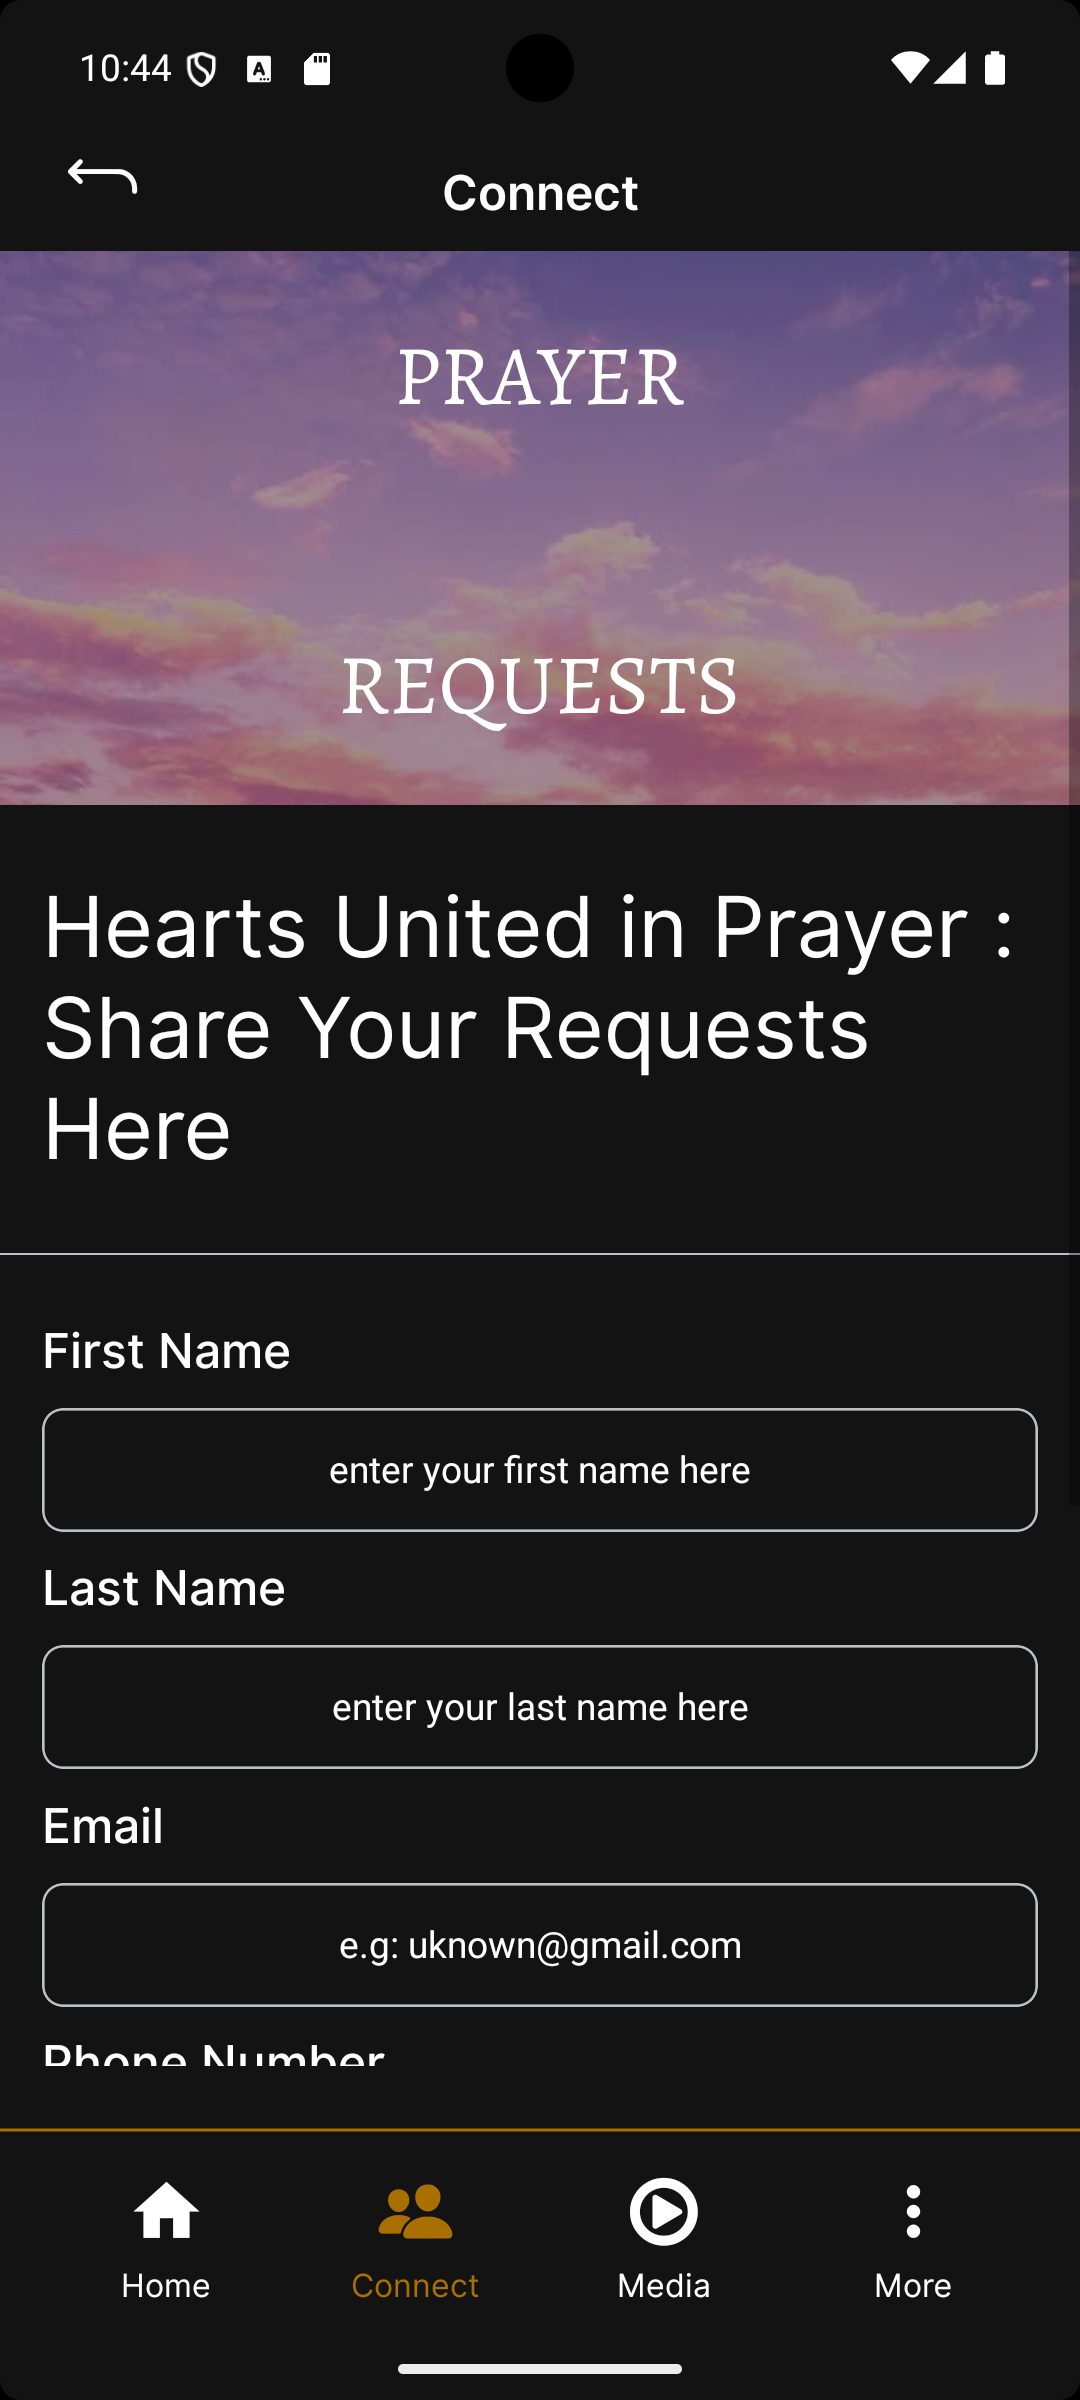 10:44
Connect
PRAYER
REQUESTS
Hearts United in Prayer :
Share Your Requests
Here
First Name
enter your first name here
Last Name
enter your last name here
Email
e.g: uknown@gmail.com
Phone Number
Home
Connect
Media
More